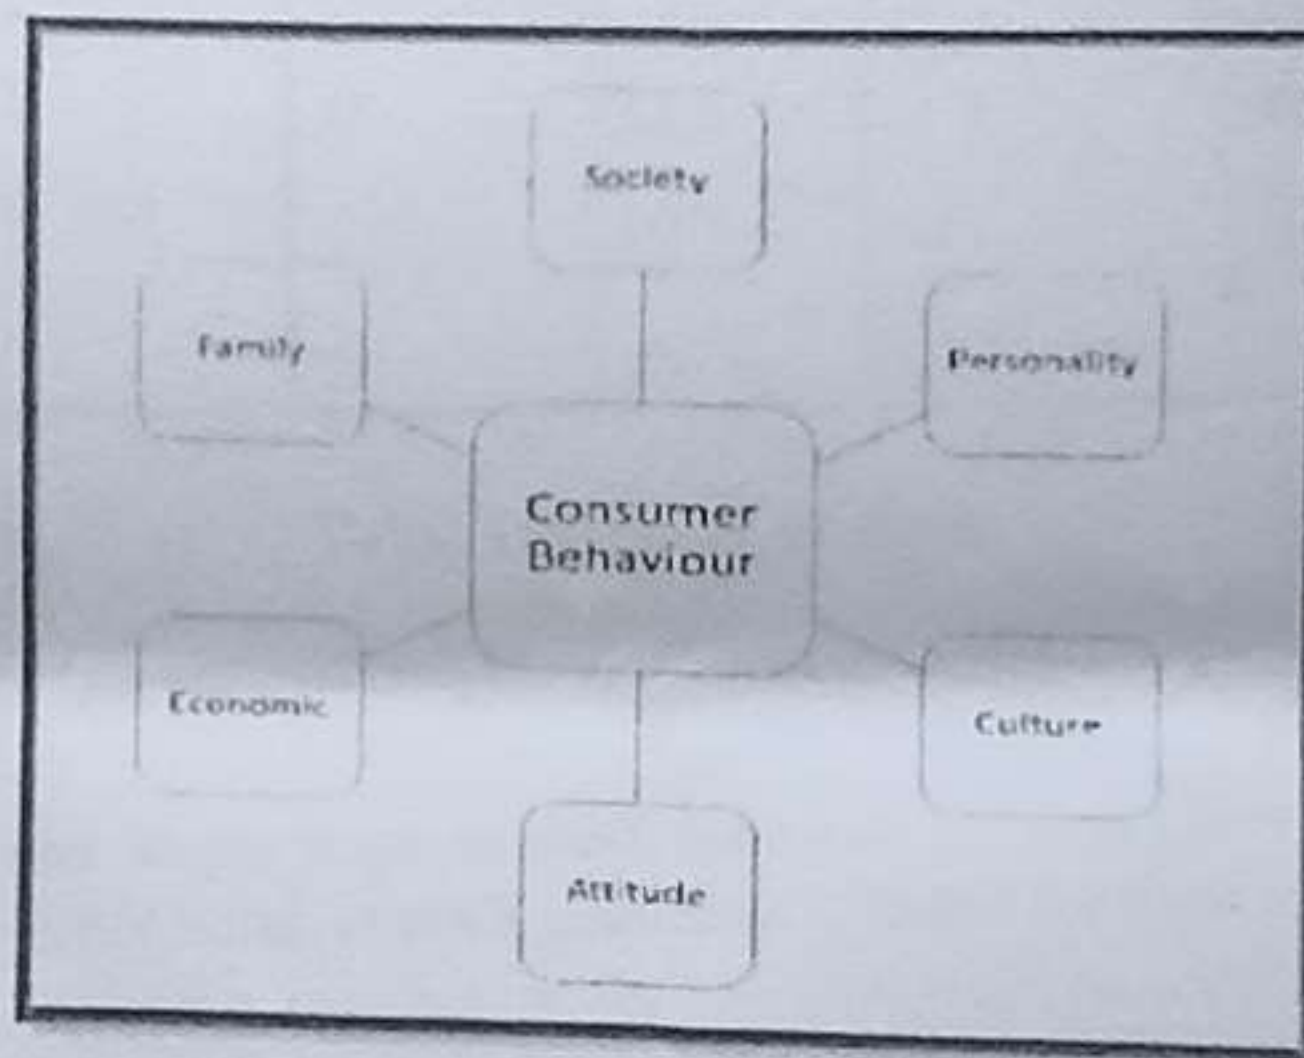 Society
Family
Personality
Consumer
Behaviour
Economic
Culture
Attitude